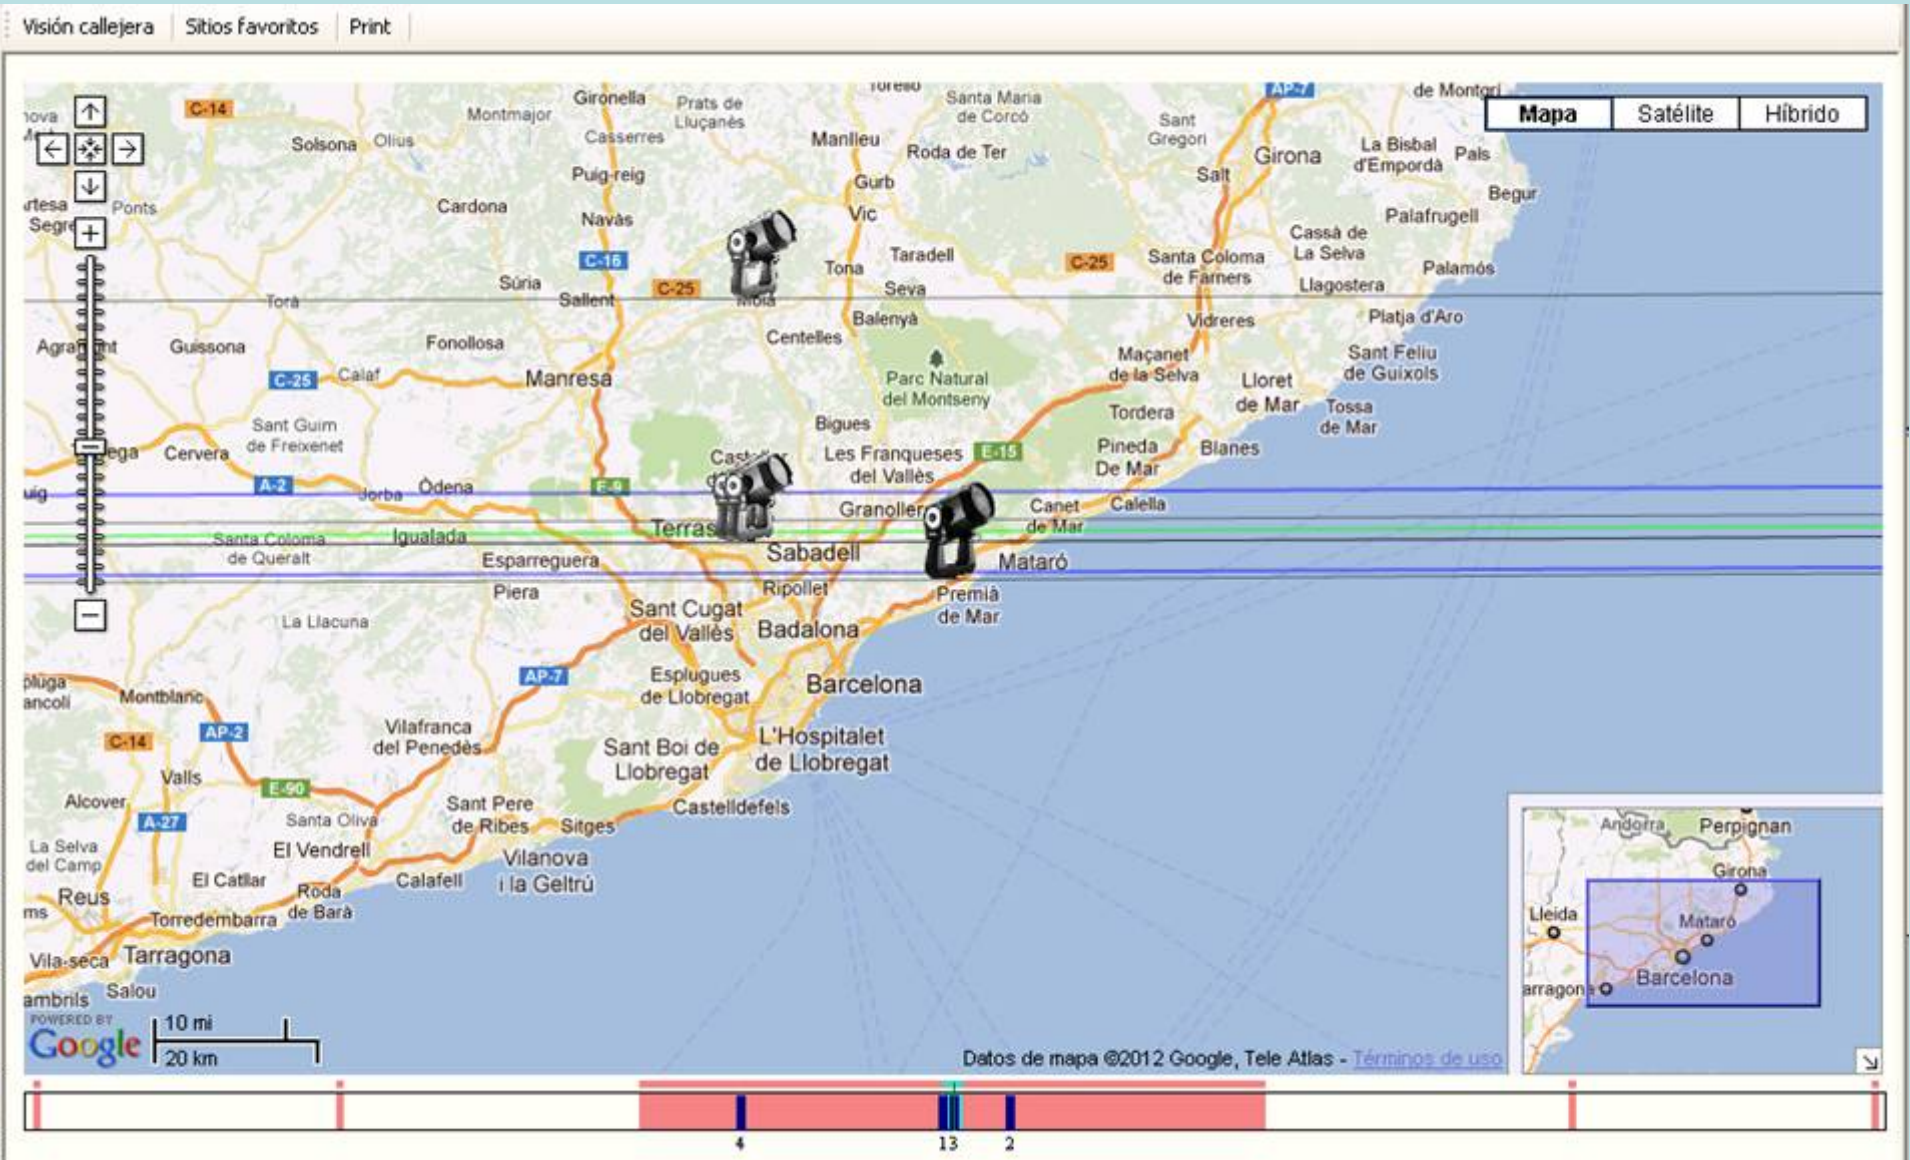 Visión callejera Sitios favoritos Print
Mapa Satélite Híbrido
C-14
Montmajor
Gironella
Prats de
Lluçanès
Santa Maria
de Corcó
AP-7
de Montgrí
Solsona
Olius
Casserres
Manlleu
Roda de Ter
Sant
Gregori
Girona
La Bisbal
d'Empordà
Pals
Puig-reig
Gurb
Salt
Begur
Ponts
Cardona
Navàs
Vic
Palafrugell
Cassà de
La Selva
C-16
Taradell
C-25
Santa Coloma
de Farners
Palamós
Tona
Súria
C-25
Seva
Llagostera
Torà
Sallent
Moià
Balenyà
Vidreres
Platja d'Aro
Guissona
Fonollosa
Centelles
Maçanet
de la Selva
Sant Feliu
de Guíxols
C-25
Calaf
Manresa
Parc Natural
del Montseny
Lloret
de Mar
Tossa
de Mar
Sant Guim
de Freixenet
Bigues
Tordera
Cervera
Les Franqueses
del Vallès
E-15
Pineda
De Mar
Blanes
A-2
Jorba
Òdena
E-9
Canet
de Mar
Calella
Santa Coloma
de Queralt
Igualada
Terras
Granoller
Esparreguera
Sabadell
Mataró
Piera
Ripollet
Premià
de Mar
La Llacuna
Sant Cugat
del Vallès
Badalona
AP-7
Esplugues
de Llobregat
Barcelona
Montblanc
AP-2
C-14
Vilafranca
del Penedès
Sant Boi de
Llobregat
L'Hospitalet
de Llobregat
Valls
E-90
Alcover
A-27
Santa Oliva
Sant Pere
de Ribes
Sitges
Castelldefels
La Selva
del Camp
El Vendrell
Vilanova
i la Geltrú
El Catllar
Calafell
Reus
Roda
de Barà
Torredembarra
Vila-seca
Tarragona
Salou
ambrils
POWERED BY
Google
10 mi
20 km
Datos de mapa ©2012 Google, Tele Atlas - Términos de uso
Andorra
Perpignan
Girona
Lleida
Mataró
Barcelona
arragona
4 13 2